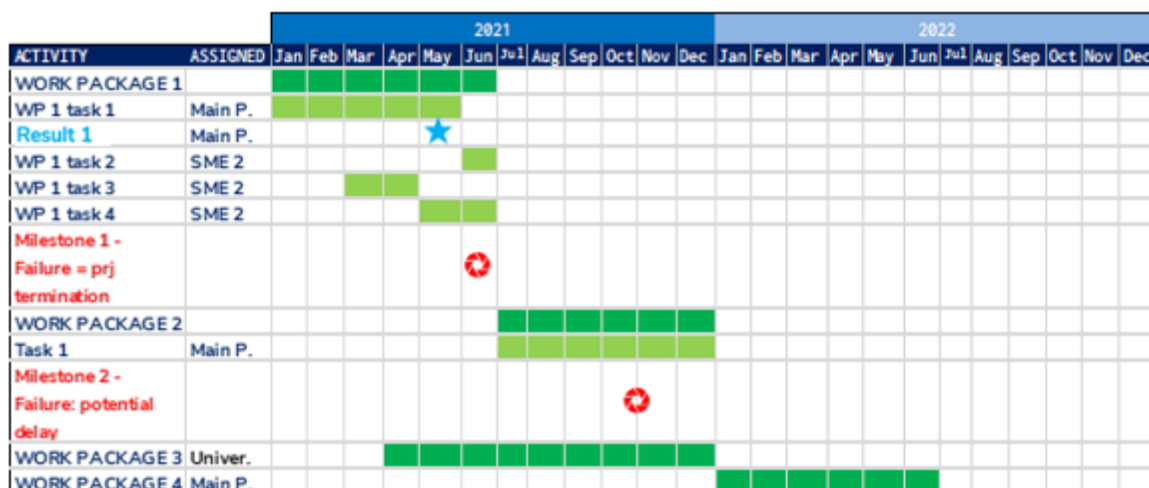 2021 2022
ACTIVITY ASSIGNED Jan Feb Mar Apr May Jun Jul Aug Sep Oct Nov Dec Jan Feb Mar Apr May Jun Jul Aug Sep Oct Nov Dec
WORK PACKAGE 1
WP 1 task 1 Main P.
Result 1 Main P.
WP 1 task 2 SME 2
WP 1 task 3 SME 2
WP 1 task 4 SME 2
Milestone 1 -
Failure = prj
termination
WORK PACKAGE 2
Task 1 Main P.
Milestone 2 -
Failure: potential
delay
WORK PACKAGE 3 Univer.
WORK PACKAGE 4 Main P.